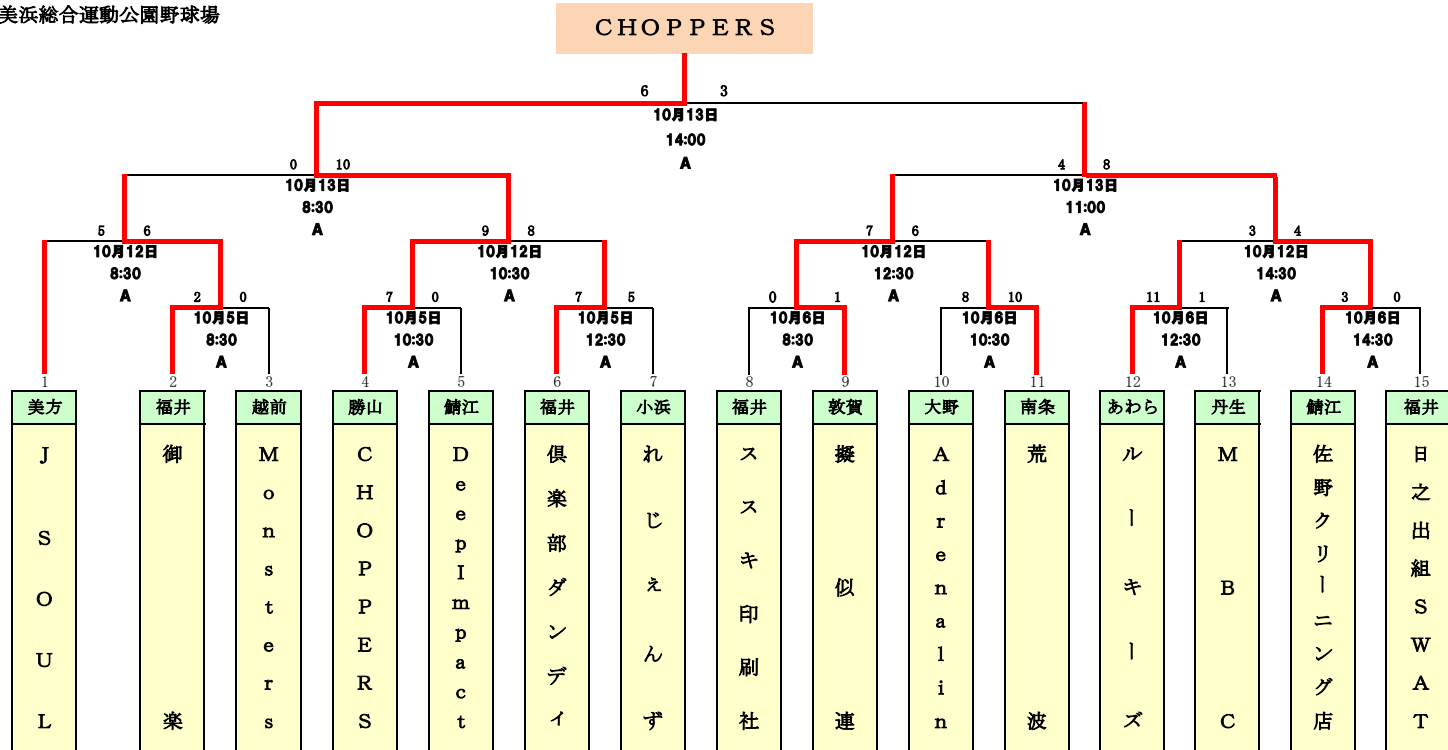 美浜総合運動公園野球場
CHOPPERS
6 3
10月13日
14:00
A
0 10
10月13日
8:30
A
4 8
10月13日
11:00
A
5 6
10月12日
8:30
A
9 8
10月12日
10:30
A
7 6
10月12日
12:30
A
3 4
10月12日
14:30
A
2 0
10月5日
8:30
A
7 0
10月5日
10:30
A
7 5
10月5日
12:30
A
0 1
10月6日
8:30
A
8 10
10月6日
10:30
A
11 1
10月6日
12:30
A
3 0
10月6日
14:30
A
1
美方
J SOUL
2
福井
御楽
3
越前
Monsters
4
勝山
CHOPPERS
5
鯖江
DeepImpact
6
福井
倶楽部ダンディ
7
小浜
れじぇんず
8
福井
ススキ印刷社
9
敦賀
擬似連
10
大野
Adrenalin
11
南条
荒波
12
あわら
ルーキーズ
13
丹生
MBC
14
鯖江
佐野クリーニング店
15
福井
日之出組SWAT